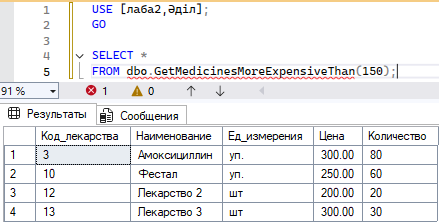 1 USE [лаба2,Әділ];
2 GO
3
4 SELECT *
5 FROM dbo.GetMedicinesMoreExpensiveThan(150);
91 % 1 0
Результаты Сообщения
Код_лекарства Наименование Ед_измерения Цена Количество
1 3 Амоксициллин уп. 300.00 80
2 10 Фестал уп. 250.00 60
3 12 Лекарство 2 шт 200.00 20
4 13 Лекарство 3 шт 300.00 30